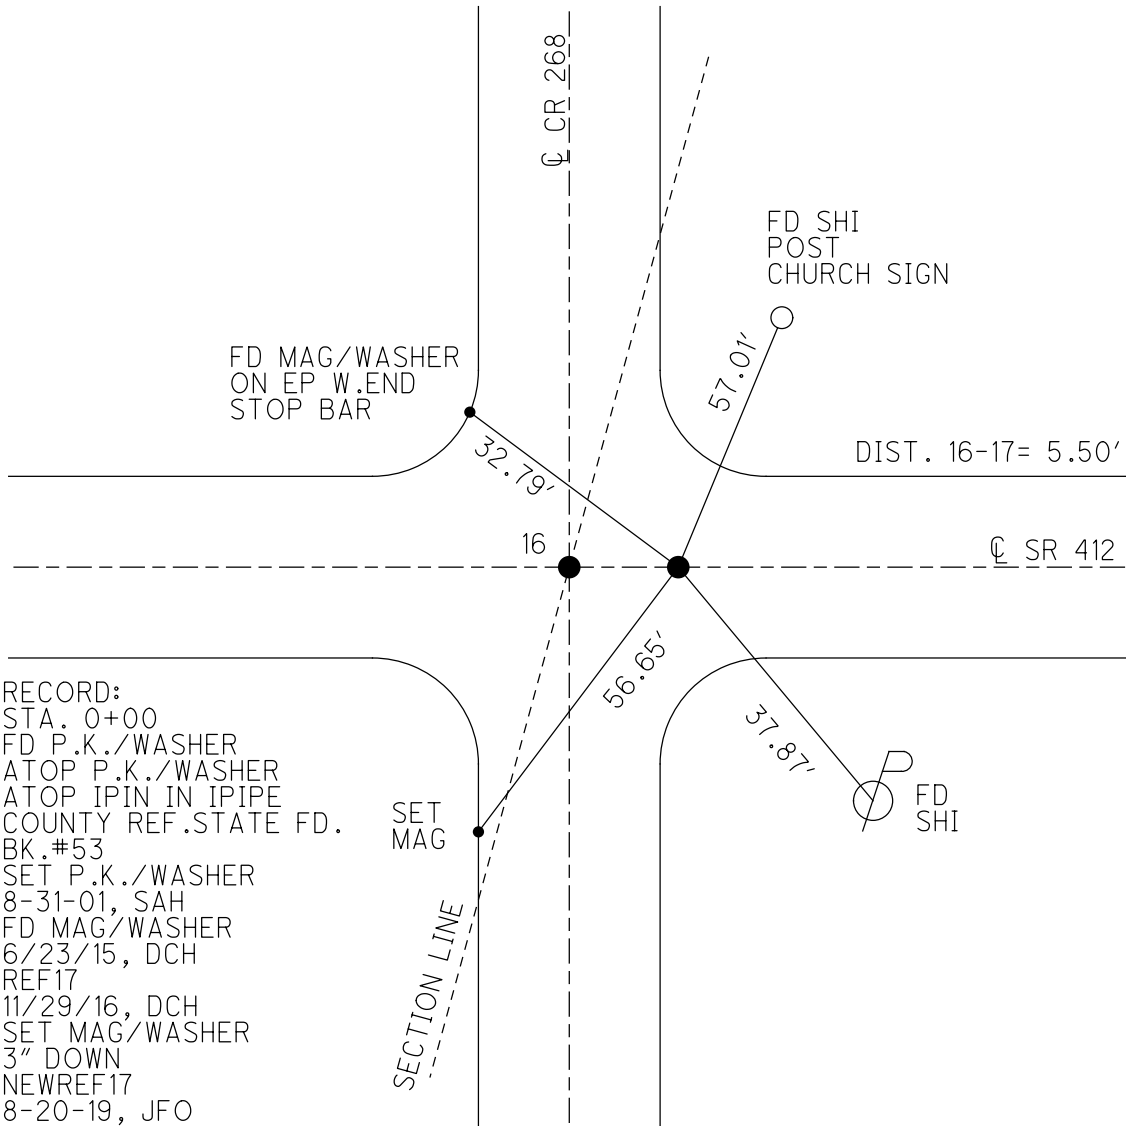 ℄ CR 268
FD SHI
POST
CHURCH SIGN
FD MAG/WASHER
ON EP W.END
STOP BAR
57.01'
32.79'
DIST. 16-17= 5.50'
16
℄ SR 412
56.65'
37.87'
SET
MAG
FD
SHI
SECTION LINE
RECORD:
STA. 0+00
FD P.K./WASHER
ATOP P.K./WASHER
ATOP IPIN IN IPIPE
COUNTY REF.STATE FD.
BK.#53
SET P.K./WASHER
8-31-01, SAH
FD MAG/WASHER
6/23/15, DCH
REF17
11/29/16, DCH
SET MAG/WASHER
3" DOWN
NEWREF17
8-20-19, JFO